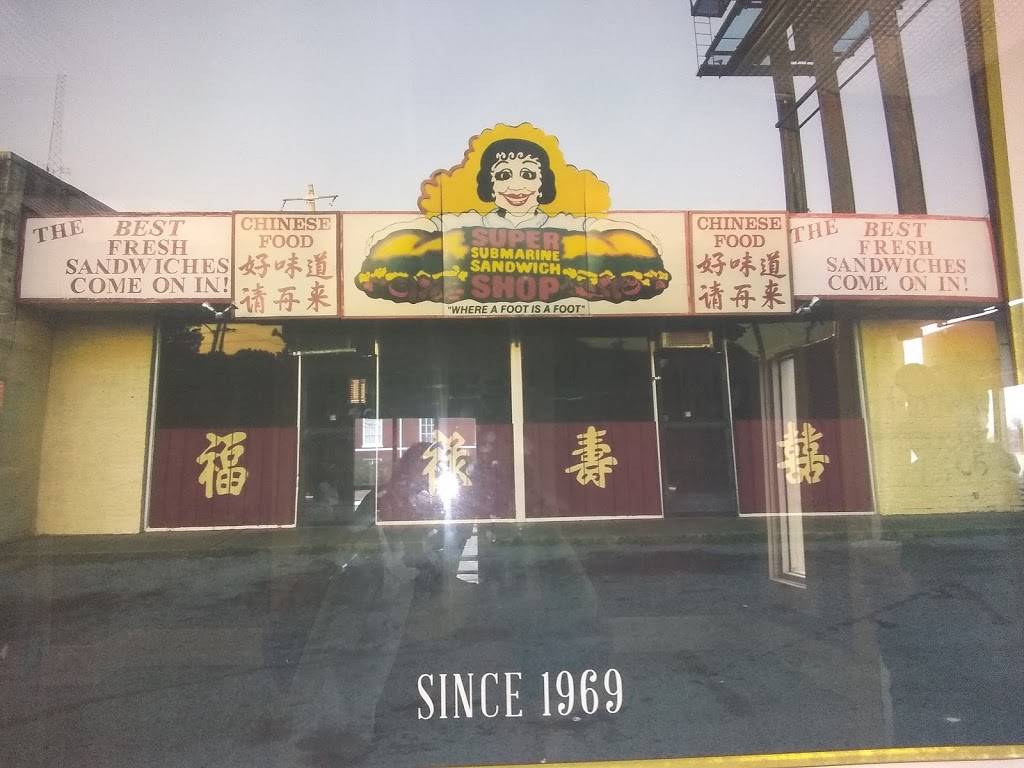 THE BEST
FRESH
SANDWICHES
COME ON IN!
CHINESE
FOOD
好味道
请再来
SUPER
SUBMARINE
SANDWICH
SHOP
"WHERE A FOOT IS A FOOT"
CHINESE
FOOD
好味道
请再来
THE BEST
FRESH
SANDWICHES
COME ON IN!
福 禄 寿 囍
SINCE 1969